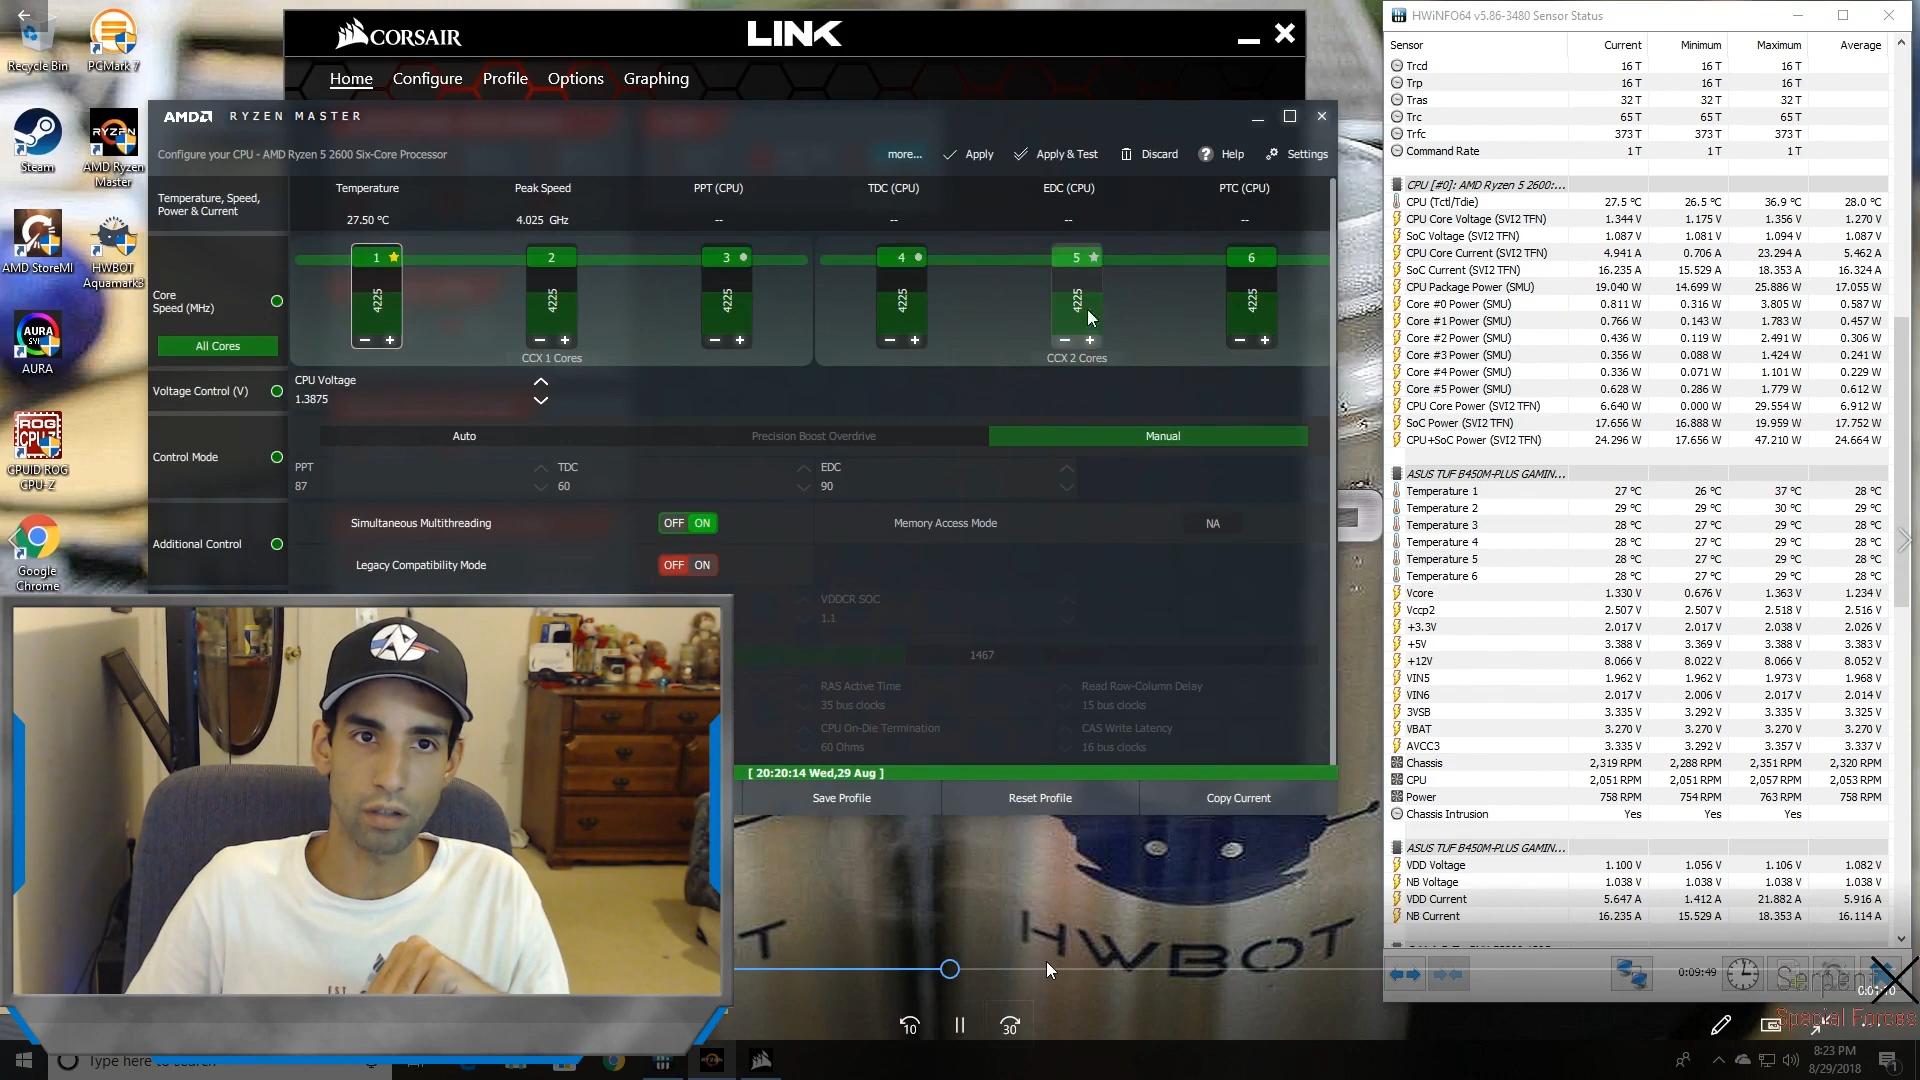 Recycle Bin
PCMark 7
Steam
AMD Ryzen
Master
AMD StoreMI
HWBOT
Aquamark3
AURA
CPUID ROG
CPU-Z
Google
Chrome
CORSAIR
LINK
Home Configure Profile Options Graphing
AMD RYZEN MASTER
Configure your CPU - AMD Ryzen 5 2600 Six-Core Processor
more... Apply Apply & Test Discard Help Settings
Temperature, Speed,
Power & Current
Temperature Peak Speed PPT (CPU) TDC (CPU) EDC (CPU) PTC (CPU)
27.50 °C 4.025 GHz -- -- -- --
1 2 3 4 5 6
Core
Speed (MHz)
4225 4225 4225 4225 4225 4225
All Cores
CCX 1 Cores CCX 2 Cores
Voltage Control (V)
CPU Voltage
1.3875
Control Mode
Auto Precision Boost Overdrive Manual
PPT TDC EDC
87 60 90
Additional Control
Simultaneous Multithreading OFF ON Memory Access Mode NA
Legacy Compatibility Mode OFF ON
VDDCR SOC
1.1
1467
RAS Active Time Read Row-Column Delay
35 bus clocks 15 bus clocks
CPU On-Die Termination CAS Write Latency
60 Ohms 16 bus clocks
[ 20:20:14 Wed,29 Aug ]
Save Profile Reset Profile Copy Current
HWBOT
10 30
HWiNFO64 v5.86-3480 Sensor Status
Sensor Current Minimum Maximum Average
Trcd 16 T 16 T 16 T
Trp 16 T 16 T 16 T
Tras 32 T 32 T 32 T
Trc 65 T 65 T 65 T
Trfc 373 T 373 T 373 T
Command Rate 1 T 1 T 1 T
CPU [#0]: AMD Ryzen 5 2600:...
CPU (Tctl/Tdie) 27.5 °C 26.5 °C 36.9 °C 28.0 °C
CPU Core Voltage (SVI2 TFN) 1.344 V 1.175 V 1.356 V 1.270 V
SoC Voltage (SVI2 TFN) 1.087 V 1.081 V 1.094 V 1.087 V
CPU Core Current (SVI2 TFN) 4.941 A 0.706 A 23.294 A 5.462 A
SoC Current (SVI2 TFN) 16.235 A 15.529 A 18.353 A 16.324 A
CPU Package Power (SMU) 19.040 W 14.699 W 25.886 W 17.055 W
Core #0 Power (SMU) 0.811 W 0.316 W 3.805 W 0.587 W
Core #1 Power (SMU) 0.766 W 0.143 W 1.783 W 0.457 W
Core #2 Power (SMU) 0.436 W 0.119 W 2.491 W 0.306 W
Core #3 Power (SMU) 0.356 W 0.088 W 1.424 W 0.241 W
Core #4 Power (SMU) 0.336 W 0.071 W 1.101 W 0.229 W
Core #5 Power (SMU) 0.628 W 0.286 W 1.779 W 0.612 W
CPU Core Power (SVI2 TFN) 6.640 W 0.000 W 29.554 W 6.912 W
SoC Power (SVI2 TFN) 17.656 W 16.888 W 19.959 W 17.752 W
CPU+SoC Power (SVI2 TFN) 24.296 W 17.656 W 47.210 W 24.664 W
ASUS TUF B450M-PLUS GAMIN...
Temperature 1 27 °C 26 °C 37 °C 28 °C
Temperature 2 29 °C 29 °C 30 °C 29 °C
Temperature 3 28 °C 27 °C 29 °C 28 °C
Temperature 4 28 °C 27 °C 29 °C 28 °C
Temperature 5 28 °C 27 °C 29 °C 28 °C
Temperature 6 28 °C 27 °C 29 °C 28 °C
Vcore 1.330 V 0.676 V 1.363 V 1.234 V
Vccp2 2.507 V 2.507 V 2.518 V 2.516 V
+3.3V 2.017 V 2.017 V 2.038 V 2.026 V
+5V 3.388 V 3.369 V 3.388 V 3.383 V
+12V 8.066 V 8.022 V 8.066 V 8.052 V
VIN5 1.962 V 1.962 V 1.973 V 1.968 V
VIN6 2.017 V 2.006 V 2.017 V 2.014 V
3VSB 3.335 V 3.292 V 3.335 V 3.325 V
VBAT 3.270 V 3.270 V 3.270 V 3.270 V
AVCC3 3.335 V 3.292 V 3.357 V 3.337 V
Chassis 2,319 RPM 2,288 RPM 2,351 RPM 2,320 RPM
CPU 2,051 RPM 2,051 RPM 2,057 RPM 2,053 RPM
Power 758 RPM 754 RPM 763 RPM 758 RPM
Chassis Intrusion Yes Yes Yes
ASUS TUF B450M-PLUS GAMIN...
VDD Voltage 1.100 V 1.056 V 1.106 V 1.082 V
NB Voltage 1.038 V 1.038 V 1.038 V 1.038 V
VDD Current 5.647 A 1.412 A 21.882 A 5.916 A
NB Current 16.235 A 15.529 A 18.353 A 16.114 A
0:09:49
Serpent X
Special Forces
Type here to search
8:23 PM
8/29/2018